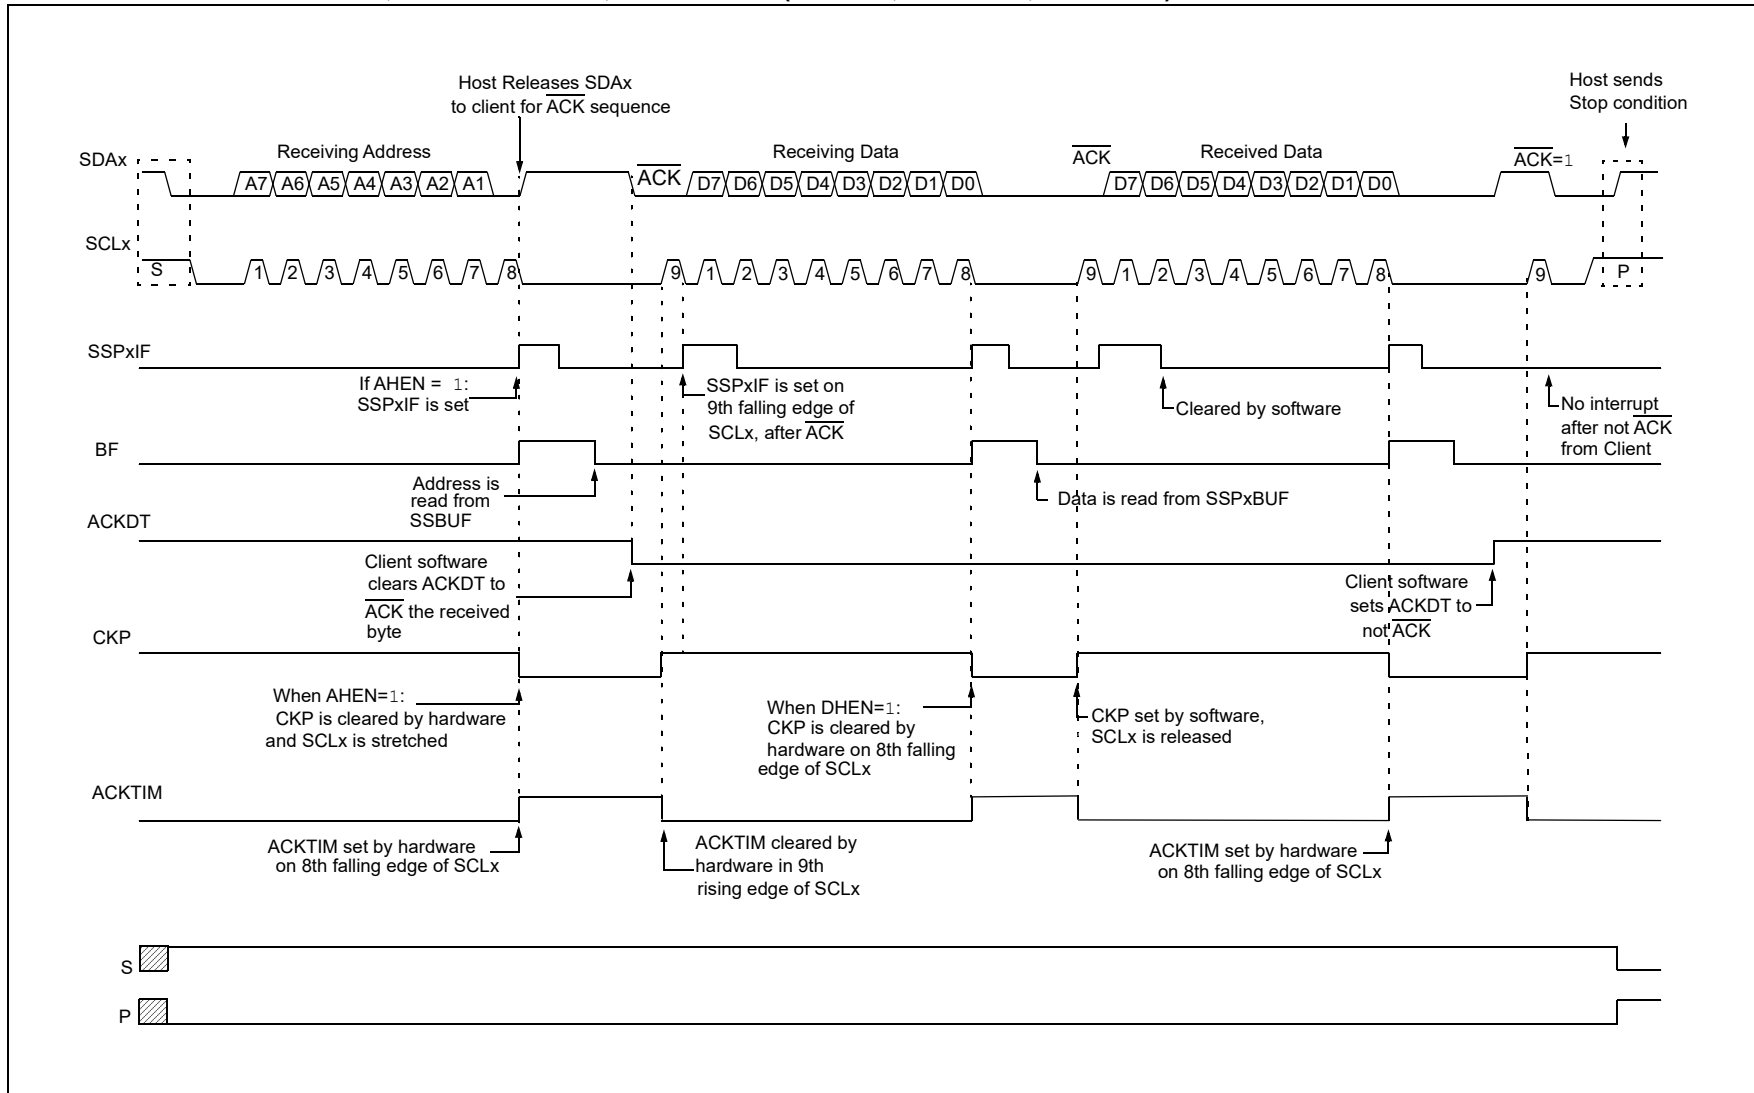 Host Releases SDAx
to client for ACK sequence
Host sends
Stop condition
SDAx
Receiving Address
ACK
Receiving Data
ACK
Received Data
ACK=1
A7 A6 A5 A4 A3 A2 A1
D7 D6 D5 D4 D3 D2 D1 D0
D7 D6 D5 D4 D3 D2 D1 D0
SCLx
S
1 2 3 4 5 6 7 8
9 1 2 3 4 5 6 7 8
9 1 2 3 4 5 6 7 8
9
P
SSPxIF
If AHEN = 1:
SSPxIF is set
SSPxIF is set on
9th falling edge of
SCLx, after ACK
Cleared by software
No interrupt
after not ACK
from Client
BF
Address is
read from
SSBUF
Data is read from SSPxBUF
ACKDT
Client software
clears ACKDT to
ACK the received
byte
Client software
sets ACKDT to
not ACK
CKP
When AHEN=1:
CKP is cleared by hardware
and SCLx is stretched
When DHEN=1:
CKP is cleared by
hardware on 8th falling
edge of SCLx
CKP set by software,
SCLx is released
ACKTIM
ACKTIM set by hardware
on 8th falling edge of SCLx
ACKTIM cleared by
hardware in 9th
rising edge of SCLx
ACKTIM set by hardware
on 8th falling edge of SCLx
S
P